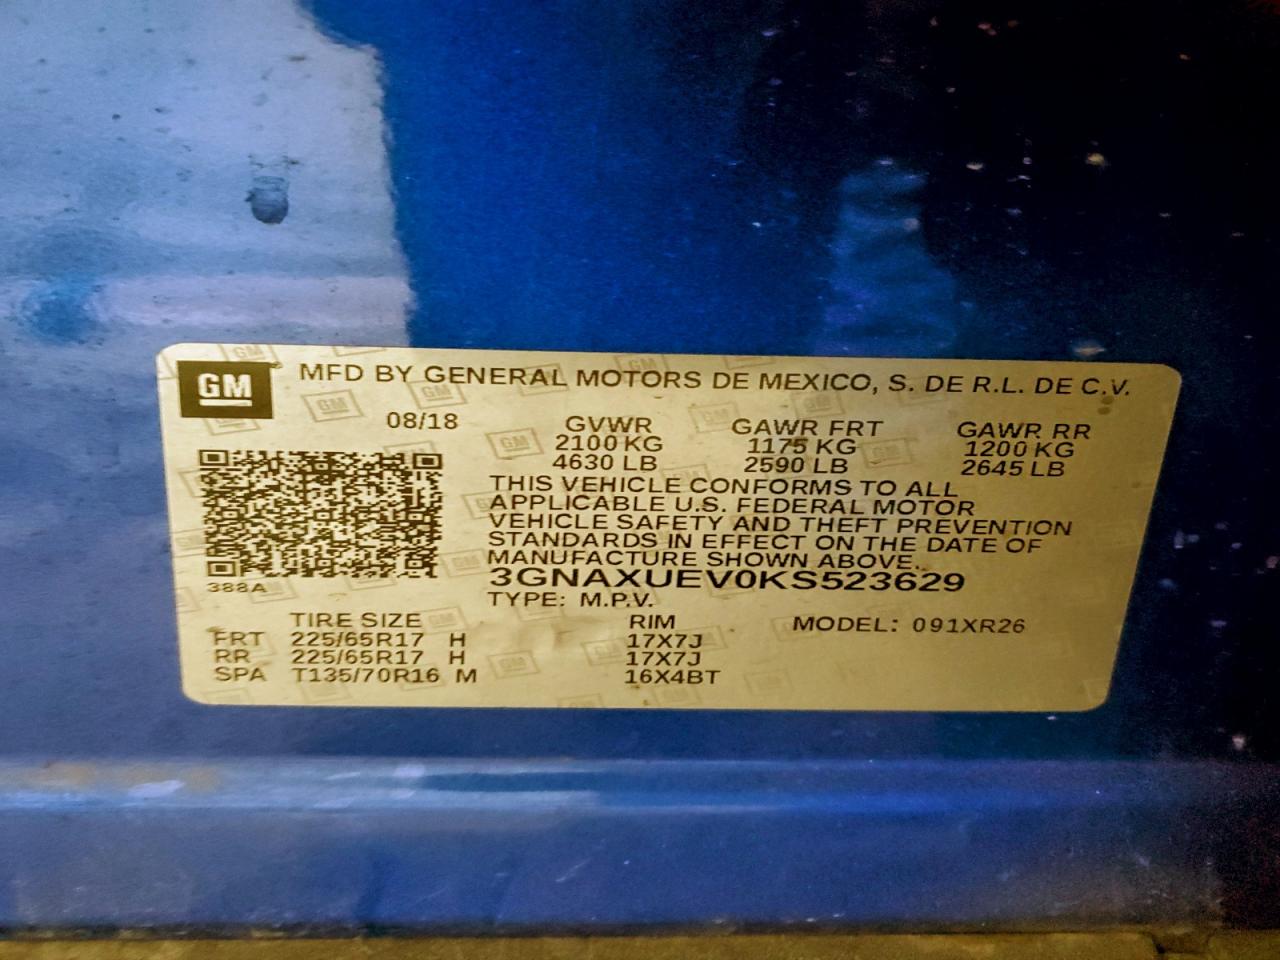 GM MFD BY GENERAL MOTORS DE MEXICO, S. DE R.L. DE C.V.
08/18 GVWR GAWR FRT GAWR RR
2100 KG 1175 KG 1200 KG
4630 LB 2590 LB 2645 LB
THIS VEHICLE CONFORMS TO ALL
APPLICABLE U.S. FEDERAL MOTOR
VEHICLE SAFETY AND THEFT PREVENTION
STANDARDS IN EFFECT ON THE DATE OF
MANUFACTURE SHOWN ABOVE.
388A
3GNAXUEV0KS523629
TYPE: M.P.V.
TIRE SIZE RIM MODEL: 091XR26
FRT 225/65R17 H 17X7J
RR 225/65R17 H 17X7J
SPA T135/70R16 M 16X4BT